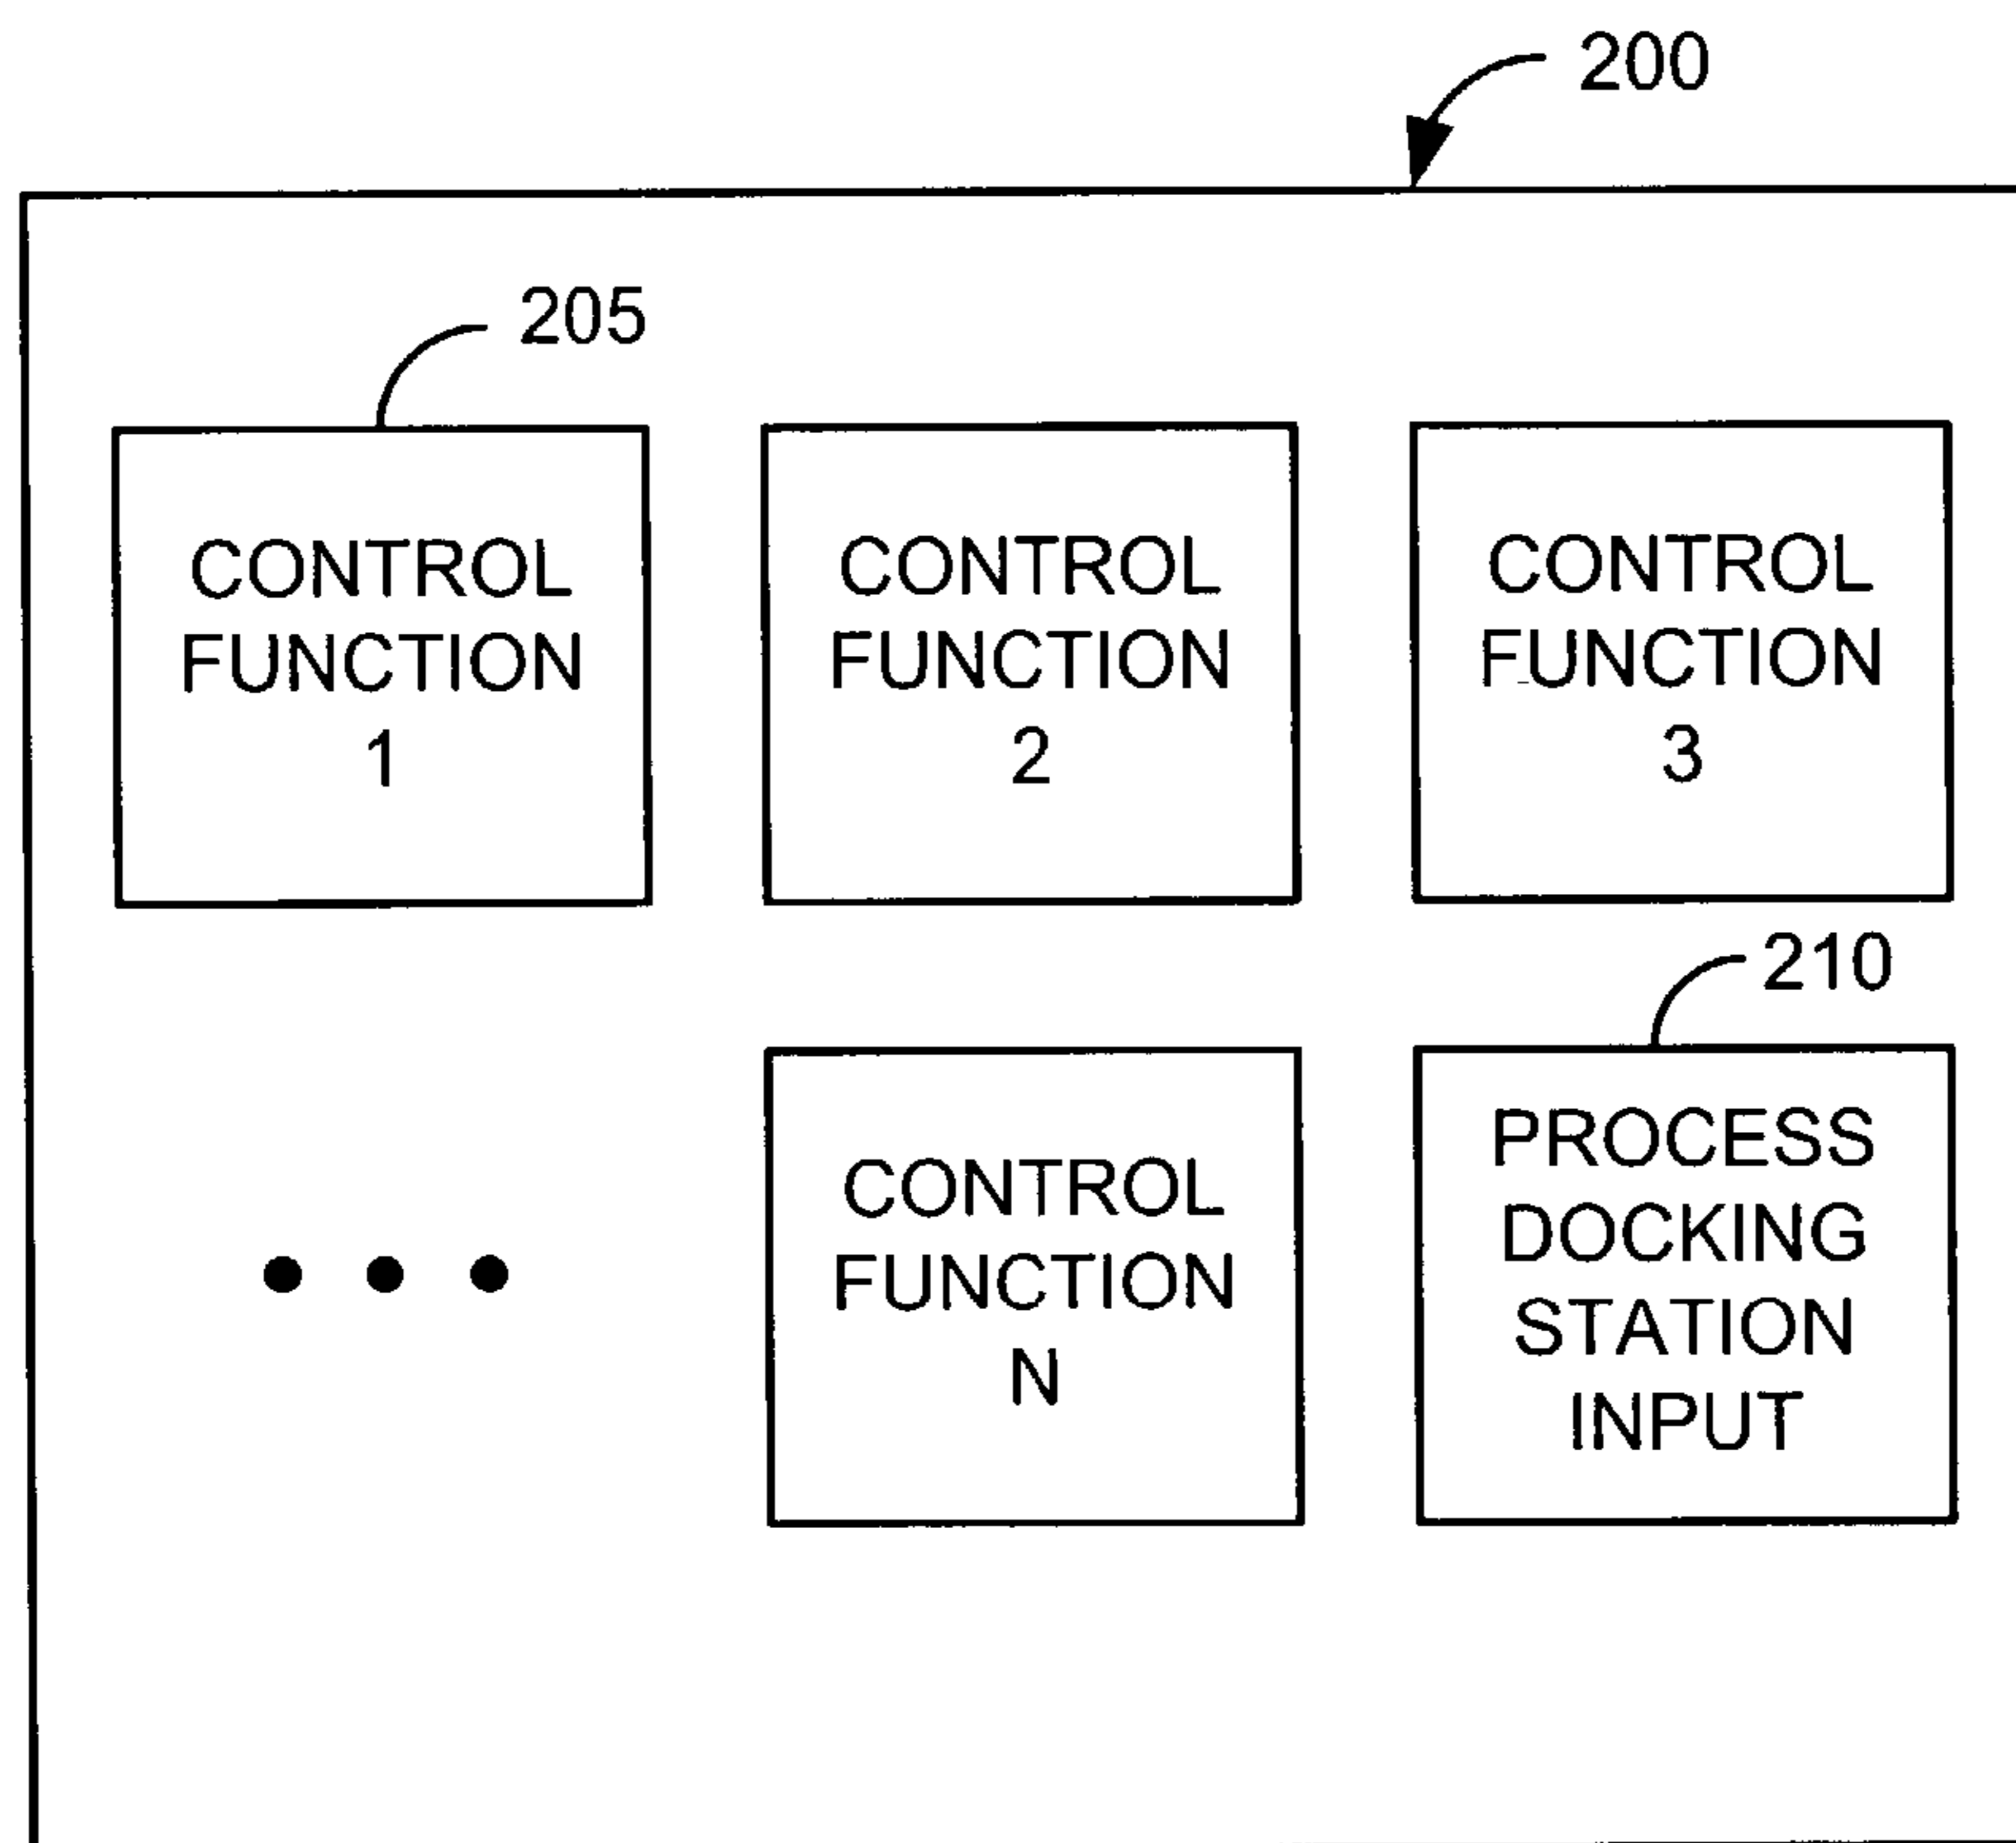 200
205
CONTROL
FUNCTION
1
CONTROL
FUNCTION
2
CONTROL
FUNCTION
3
210
CONTROL
FUNCTION
N
PROCESS
DOCKING
STATION
INPUT